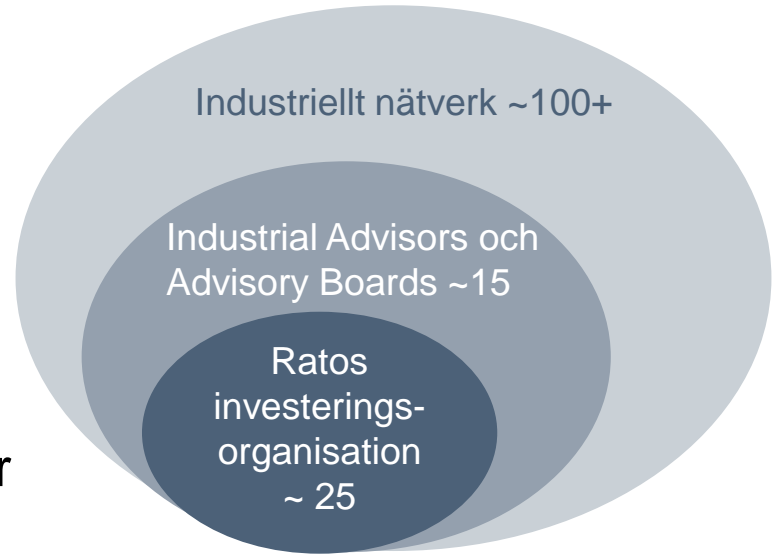 Industriellt nätverk ~100+
Industrial Advisors och
Advisory Boards ~15
Ratos
investerings-
organisation
~ 25
r